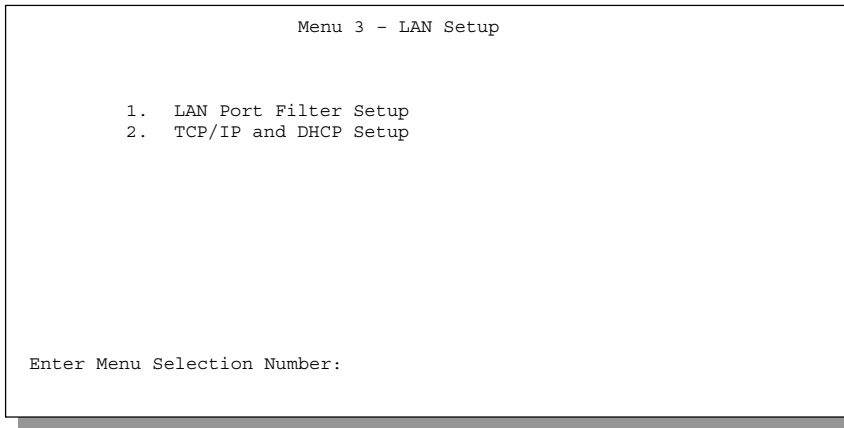 Menu 3 - LAN Setup
1. LAN Port Filter Setup
2. TCP/IP and DHCP Setup
Enter Menu Selection Number: